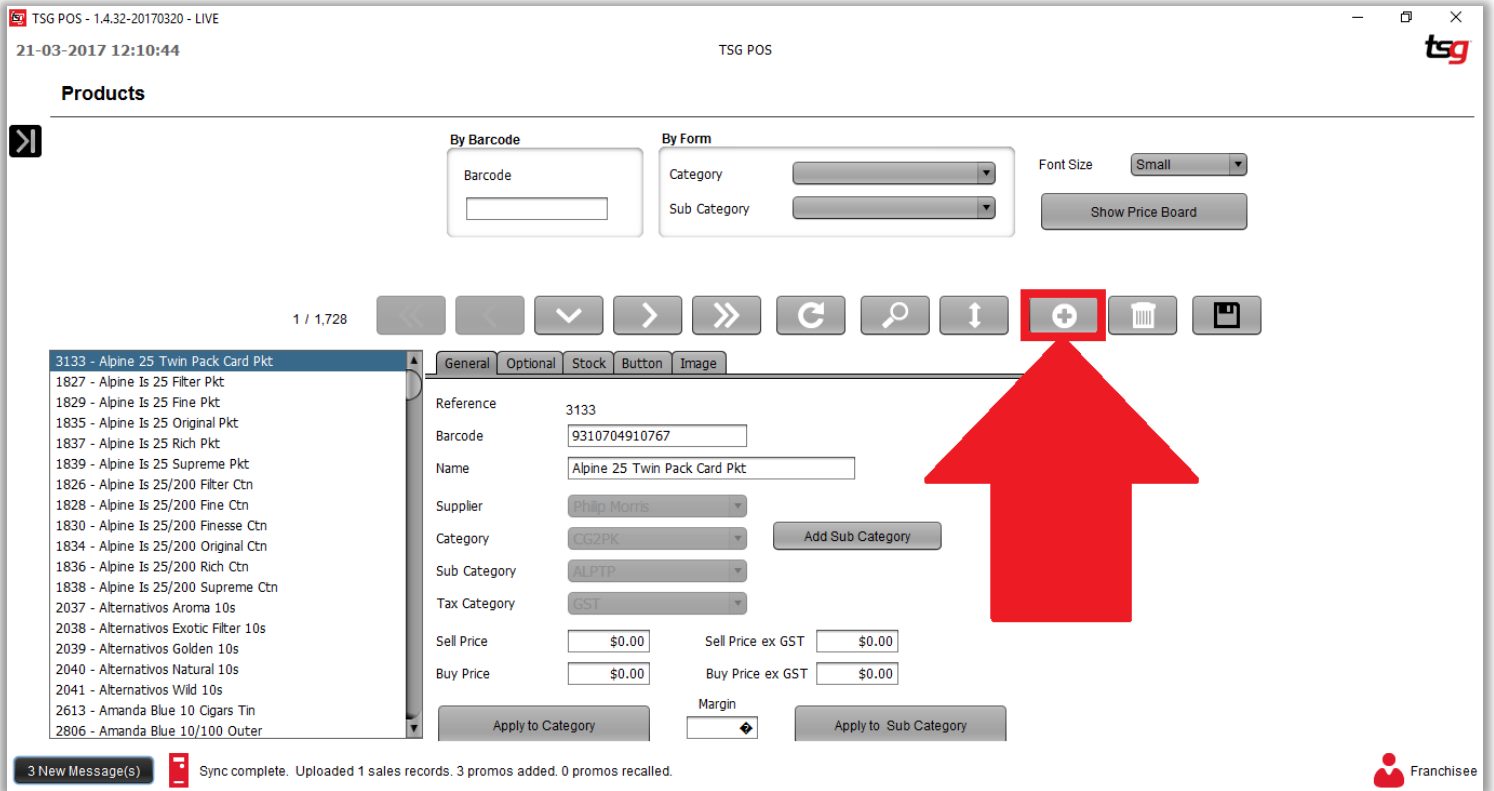 TSG POS - 1.4.32-20170320 - LIVE
21-03-2017 12:10:44
TSG POS
tsg
Products
By Barcode
By Form
Barcode
Category
Sub Category
Font Size
Small
Show Price Board
1 / 1,728
3133 - Alpine 25 Twin Pack Card Pkt
1827 - Alpine Is 25 Filter Pkt
1829 - Alpine Is 25 Fine Pkt
1835 - Alpine Is 25 Original Pkt
1837 - Alpine Is 25 Rich Pkt
1839 - Alpine Is 25 Supreme Pkt
1826 - Alpine Is 25/200 Filter Ctn
1828 - Alpine Is 25/200 Fine Ctn
1830 - Alpine Is 25/200 Finesse Ctn
1834 - Alpine Is 25/200 Original Ctn
1836 - Alpine Is 25/200 Rich Ctn
1838 - Alpine Is 25/200 Supreme Ctn
2037 - Alternativos Aroma 10s
2038 - Alternativos Exotic Filter 10s
2039 - Alternativos Golden 10s
2040 - Alternativos Natural 10s
2041 - Alternativos Wild 10s
2613 - Amanda Blue 10 Cigars Tin
2806 - Amanda Blue 10/100 Outer
General Optional Stock Button Image
Reference 3133
Barcode 9310704910767
Name Alpine 25 Twin Pack Card Pkt
Supplier Philip Morris
Category CG2PK Add Sub Category
Sub Category ALPTP
Tax Category GST
Sell Price $0.00 Sell Price ex GST $0.00
Buy Price $0.00 Buy Price ex GST $0.00
Margin
Apply to Category � Apply to Sub Category
3 New Message(s) Sync complete. Uploaded 1 sales records. 3 promos added. 0 promos recalled. Franchisee